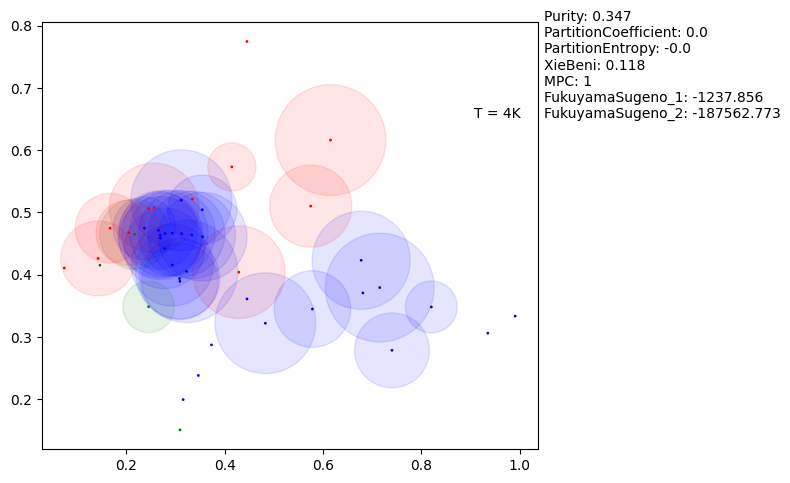 Purity: 0.347
PartitionCoefficient: 0.0
PartitionEntropy: -0.0
XieBeni: 0.118
MPC: 1
FukuyamaSugeno_1: -1237.856
FukuyamaSugeno_2: -187562.773
T = 4K
0.8
0.7
0.6
0.5
0.4
0.3
0.2
0.2 0.4 0.6 0.8 1.0